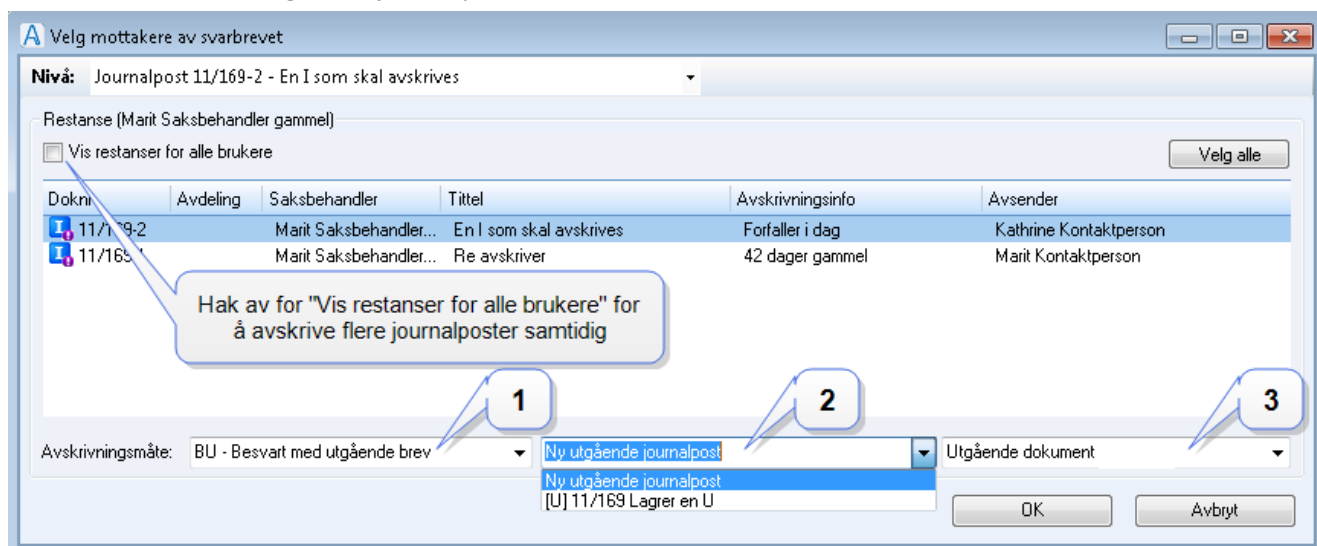 Velg mottakere av svarbrevet
Nivå: Journalpost 11/169-2 - En I som skal avskrives
Restanse (Marit Saksbehandler gammel)
Vis restanser for alle brukere
Velg alle
Avdeling Saksbehandler Tittel Avskrivningsinfo Avsender
Marit Saksbehandler... En I som skal avskrives Forfaller i dag Kathrine Kontaktperson
Marit Saksbehandler... Re avskriver 42 dager gammel Marit Kontaktperson
Hak av for "Vis restanser for alle brukere" for
å avskrive flere journalposter samtidig
1 2 3
Avskrivningsmåte: BU - Besvart med utgående brev Ny utgående journalpost Utgående dokument
Ny utgående journalpost
[U] 11/169 Lagrer en U
OK Avbryt